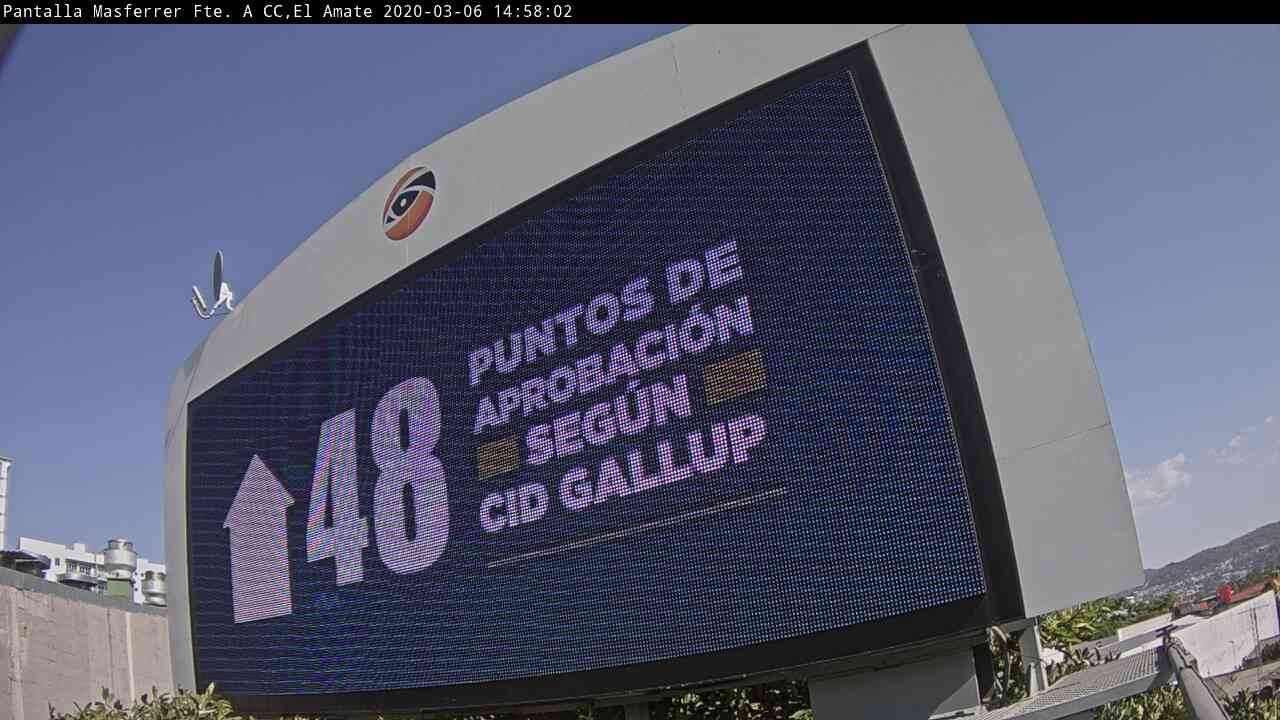 Pantalla Masferrer Fte. A CC,El Amate 2020-03-06 14:58:02
48
PUNTOS DE
APROBACIÓN
SEGÚN
CID GALLUP